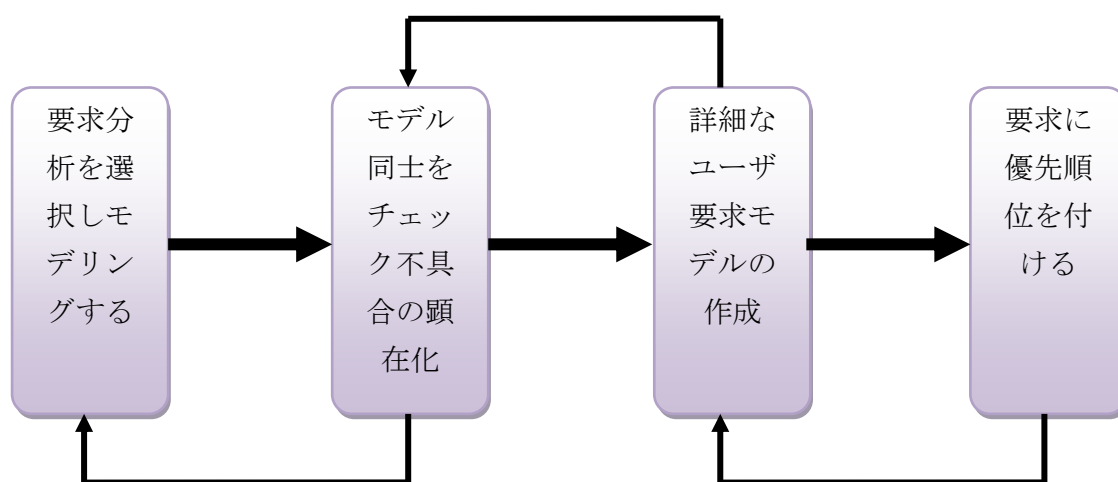 要求分
析を選
択しモ
デリン
グする
モデル
同士を
チェッ
ク不具
合の顕
在化
詳細な
ユーザ
要求モ
デルの
作成
要求に
優先順
位を付
ける